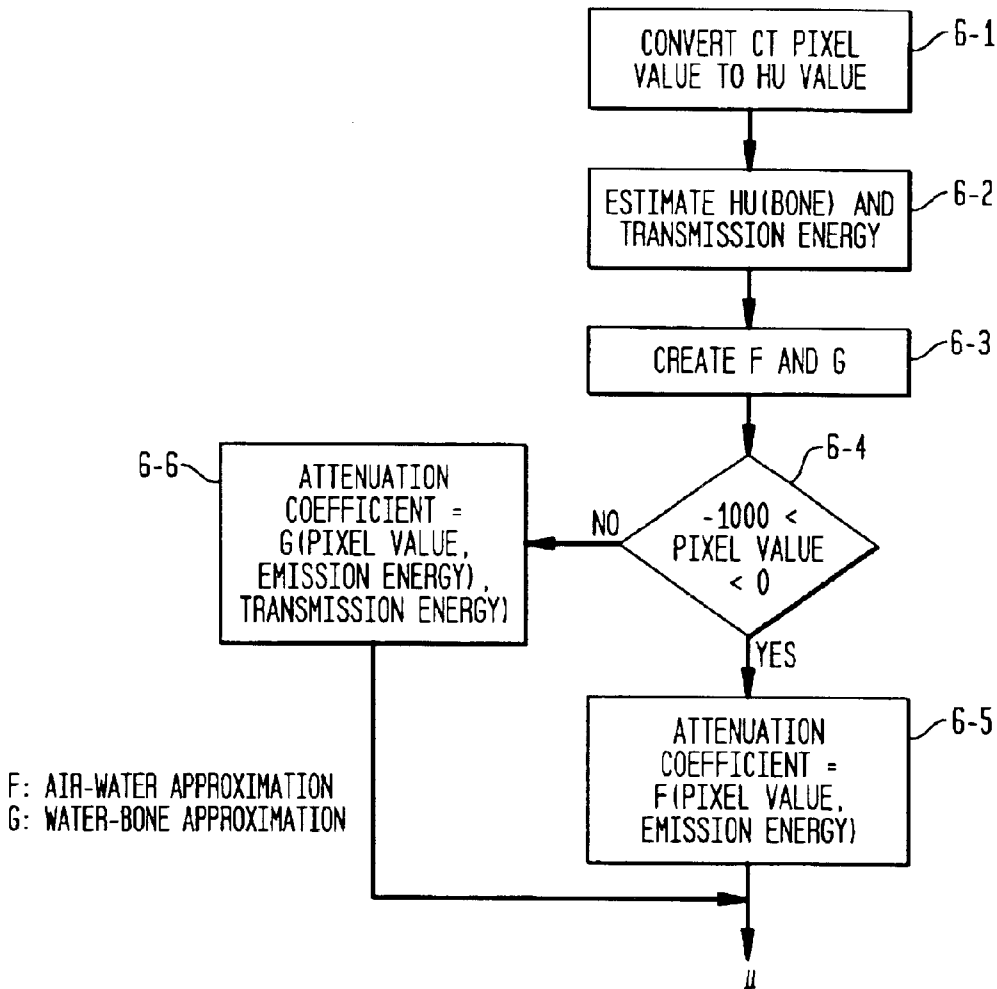 CONVERT CT PIXEL
VALUE TO HU VALUE
6-1
ESTIMATE HU(BONE) AND
TRANSMISSION ENERGY
6-2
CREATE F AND G
6-3
6-4
-1000 <
PIXEL VALUE
< 0
NO
YES
6-6
ATTENUATION
COEFFICIENT =
G(PIXEL VALUE,
EMISSION ENERGY),
TRANSMISSION ENERGY)
6-5
ATTENUATION
COEFFICIENT =
F(PIXEL VALUE,
EMISSION ENERGY)
F: AIR-WATER APPROXIMATION
G: WATER-BONE APPROXIMATION
μ